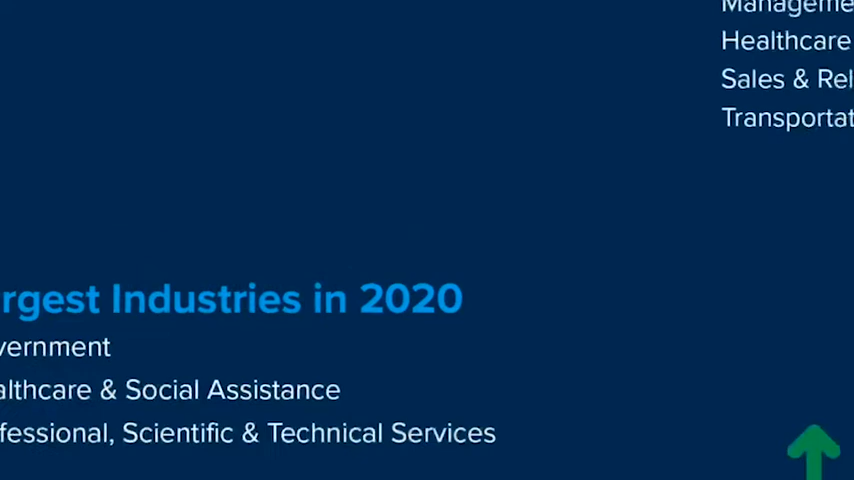 Manageme
Healthcare
Sales & Rel
Transportat
rgest Industries in 2020
vernment
althcare & Social Assistance
fessional, Scientific & Technical Services